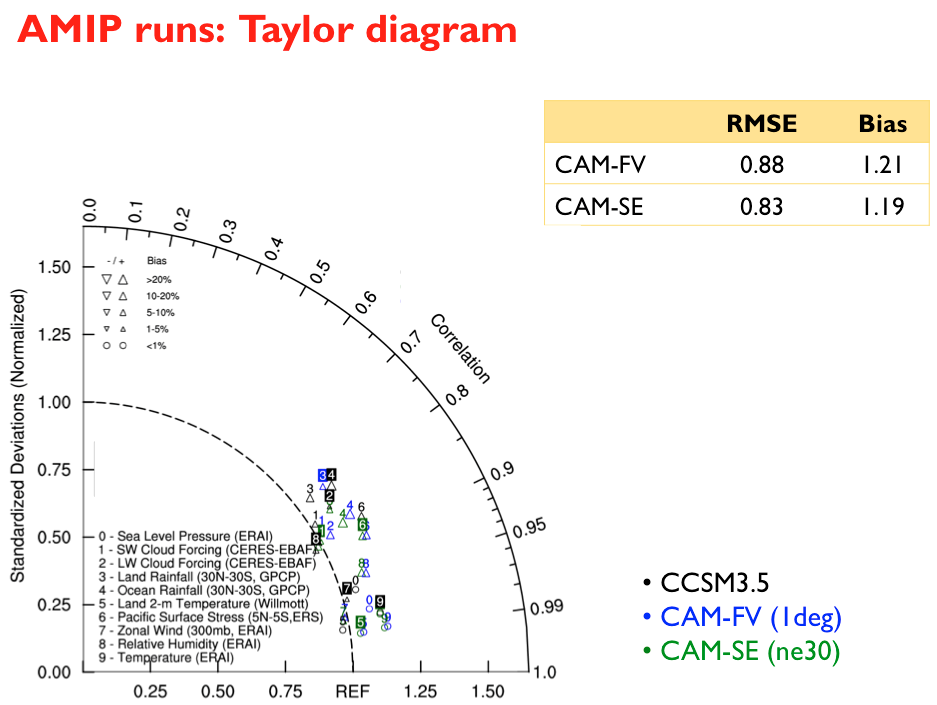 AMIP runs: Taylor diagram
RMSE Bias
CAM-FV 0.88 1.21
CAM-SE 0.83 1.19
0.0 0.1 0.2 0.3 0.4 0.5 0.6 0.7 0.8 0.9 0.95 0.99 1.0
Correlation
Standardized Deviations (Normalized)
1.50
1.25
1.00
0.75
0.50
0.25
0.00
- / + Bias
>20%
10-20%
5-10%
1-5%
<1%
0 - Sea Level Pressure (ERAI)
1 - SW Cloud Forcing (CERES-EBAF)
2 - LW Cloud Forcing (CERES-EBAF)
3 - Land Rainfall (30N-30S, GPCP)
4 - Ocean Rainfall (30N-30S, GPCP)
5 - Land 2-m Temperature (Willmott)
6 - Pacific Surface Stress (5N-5S,ERS)
7 - Zonal Wind (300mb, ERAI)
8 - Relative Humidity (ERAI)
9 - Temperature (ERAI)
0.25 0.50 0.75 REF 1.25 1.50
• CCSM3.5
• CAM-FV (1deg)
• CAM-SE (ne30)